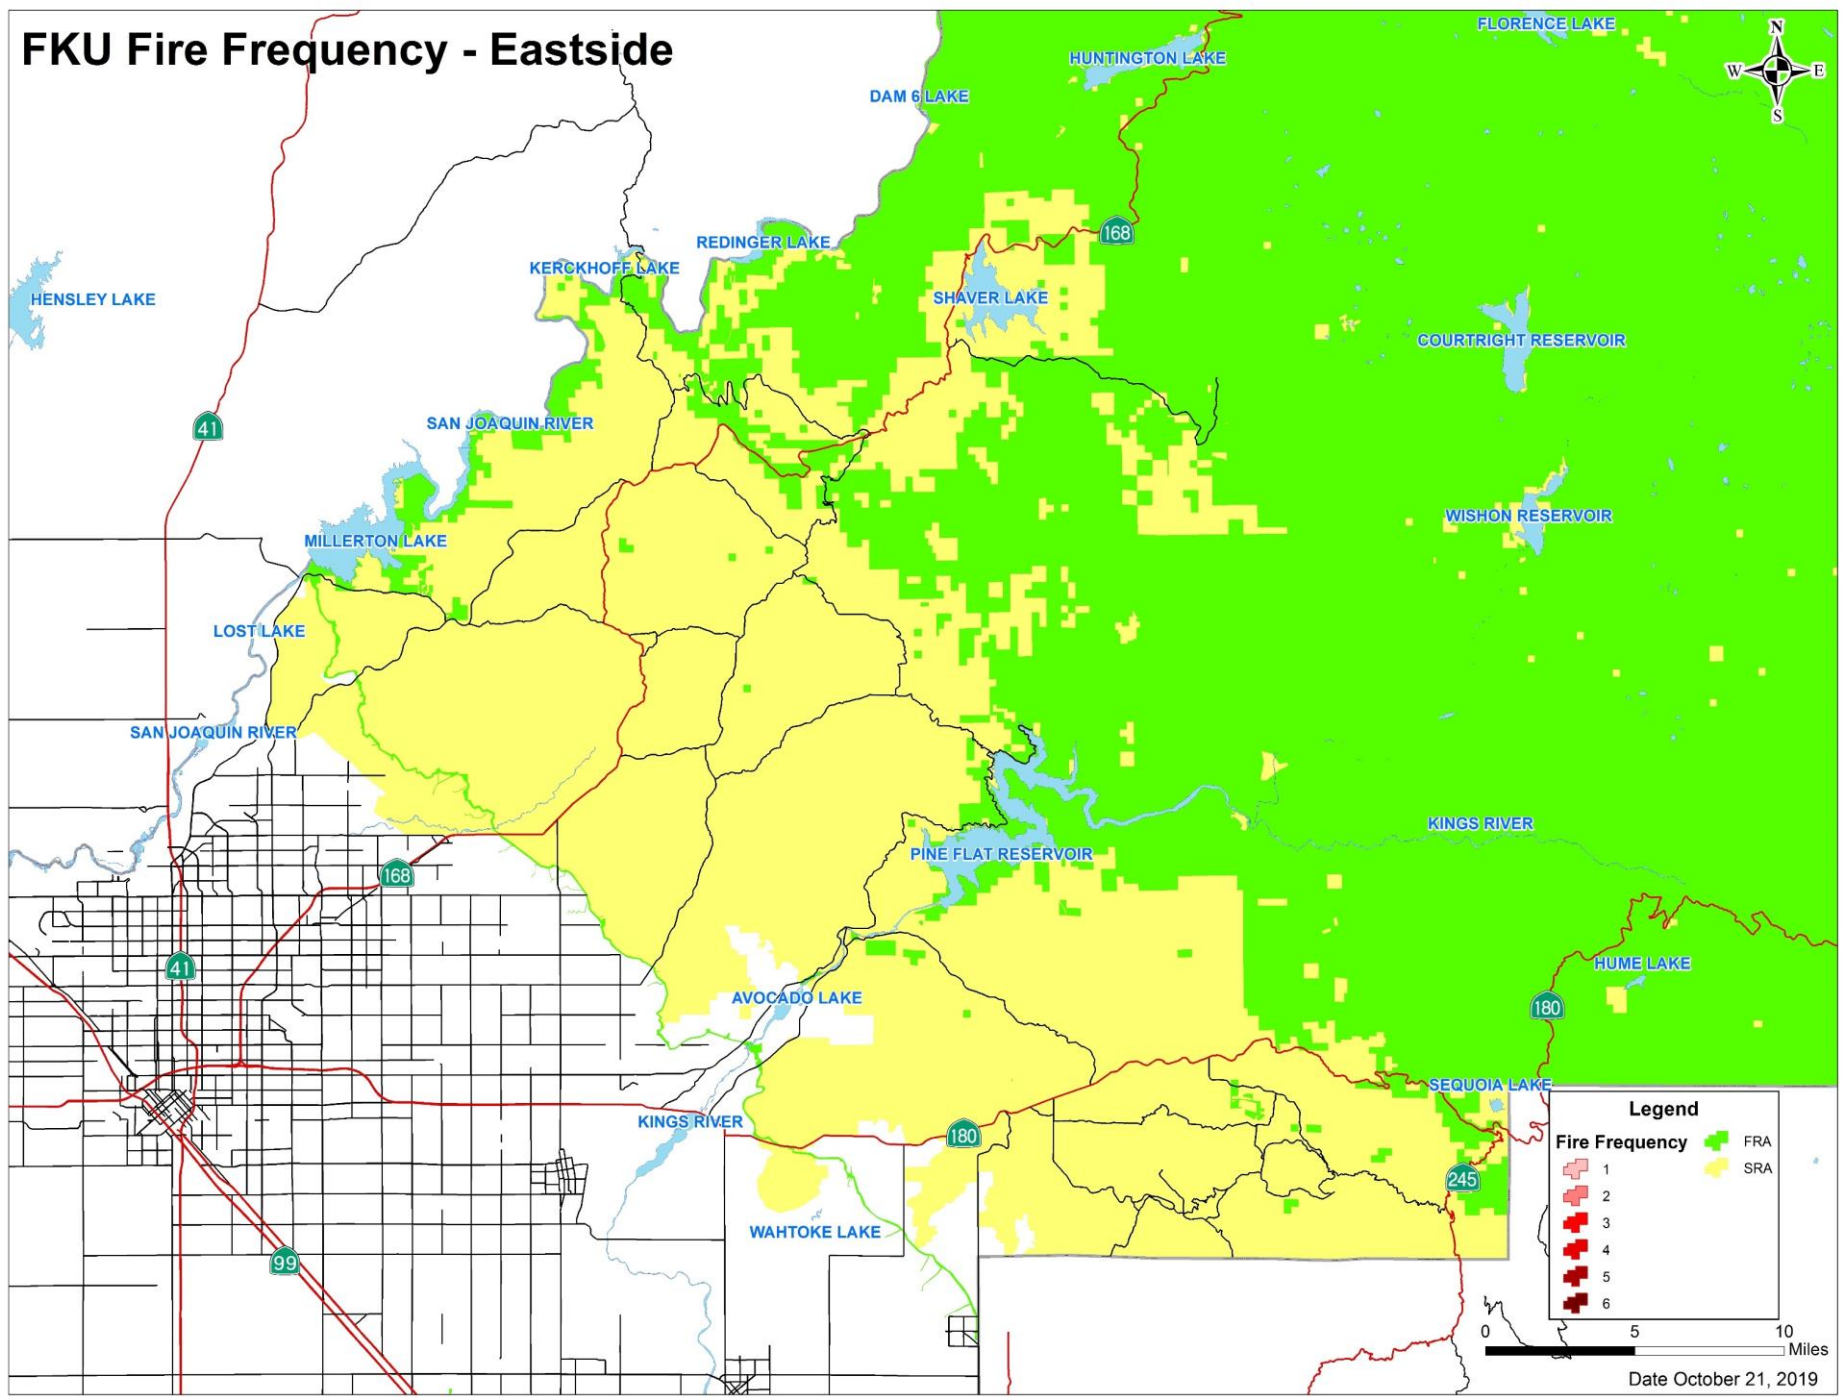 FKU Fire Frequency - Eastside
FLORENCE LAKE
N
HUNTINGTON LAKE
W
E
DAM 6 LAKE
S
168
REDINGER LAKE
KERCKHOFF LAKE
HENSLEY LAKE
SHAVER LAKE
COURTRIGHT RESERVOIR
41
SAN JOAQUIN RIVER
WISHON RESERVOIR
MILLERTON LAKE
LOST LAKE
SAN JOAQUIN RIVER
KINGS RIVER
PINE FLAT RESERVOIR
168
41
HUME LAKE
AVOCADO LAKE
180
SEQUOIA LAKE
KINGS RIVER
180
245
WAHTOKE LAKE
99
Legend
Fire Frequency
1
2
3
4
5
6
FRA
SRA
0 5 10
Miles
Date October 21, 2019